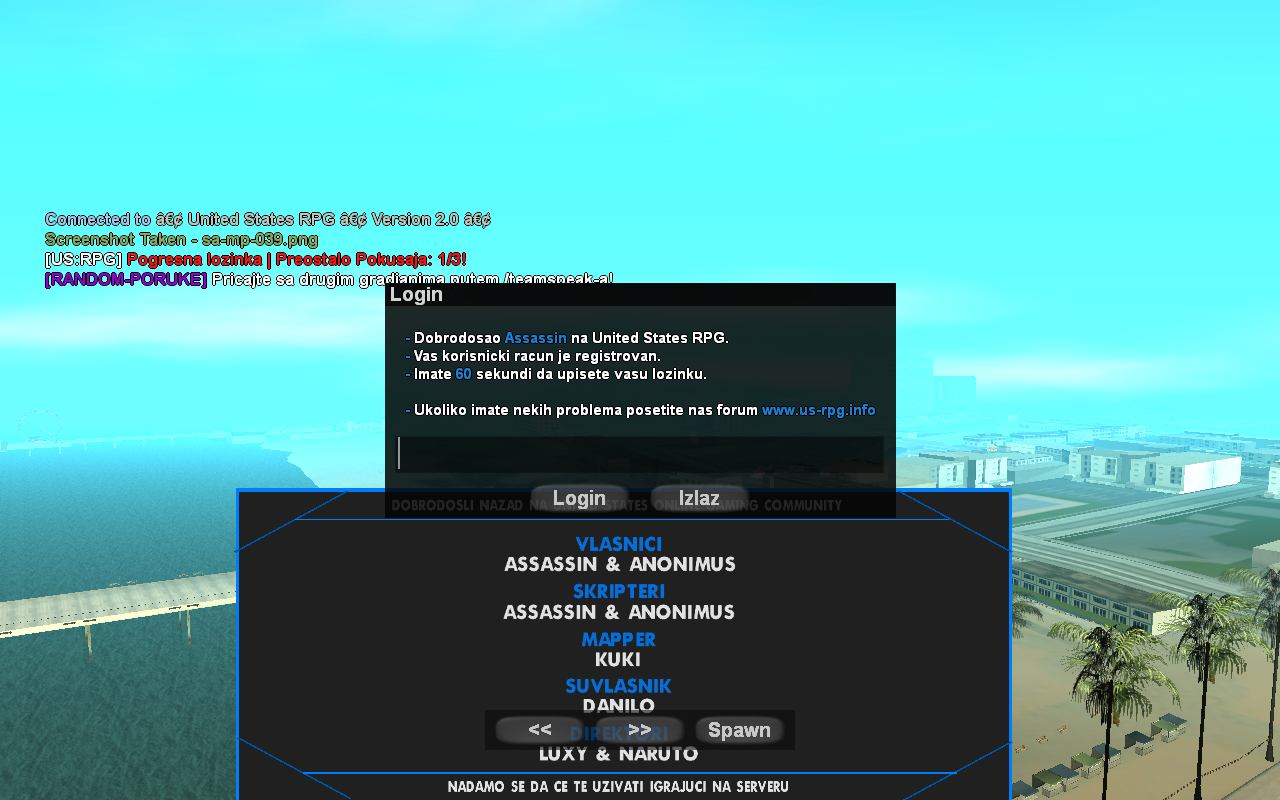 Connected to â€¢ United States RPG â€¢ Version 2.0 â€¢
Screenshot Taken - sa-mp-039.png
[US:RPG] Pogresna lozinka | Preostalo Pokusaja: 1/3!
[RANDOM-PORUKE] Pricajte sa drugim gradjanima putem /teamspeak-a!
Login
- Dobrodosao Assassin na United States RPG.
- Vas korisnicki racun je registrovan.
- Imate 60 sekundi da upisete vasu lozinku.
- Ukoliko imate nekih problema posetite nas forum www.us-rpg.info
Login Izlaz
DOBRODOSLI NAZAD NA UNITED STATES ONLINE GAMING COMMUNITY
VLASNICI
ASSASSIN & ANONIMUS
SKRIPTERI
ASSASSIN & ANONIMUS
MAPPER
KUKI
SUVLASNIK
DANILO
<< >> Spawn
DIREKTORI
LUXY & NARUTO
NADAMO SE DA CE TE UZIVATI IGRAJUCI NA SERVERU